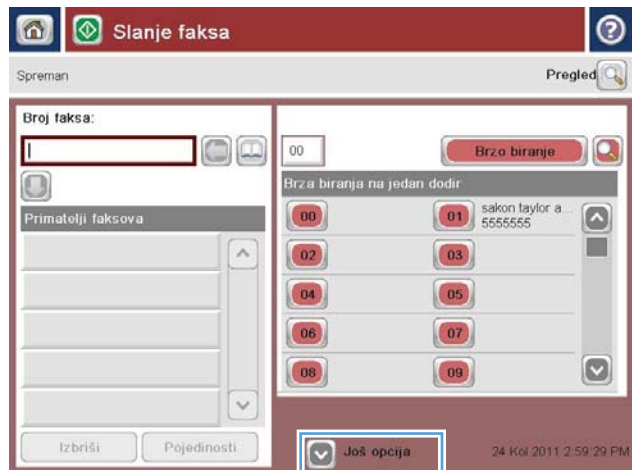 Slanje faksa
Spreman
Pregled
Broj faksa:
00
Brzo biranje
Brza biranja na jedan dodir
Primatelji faksova
00
01 sakon taylor a...
5555555
02
03
04
05
06
07
08
09
Izbriši
Pojedinosti
Još opcija
24 Kol 2011 2:59:29 PM